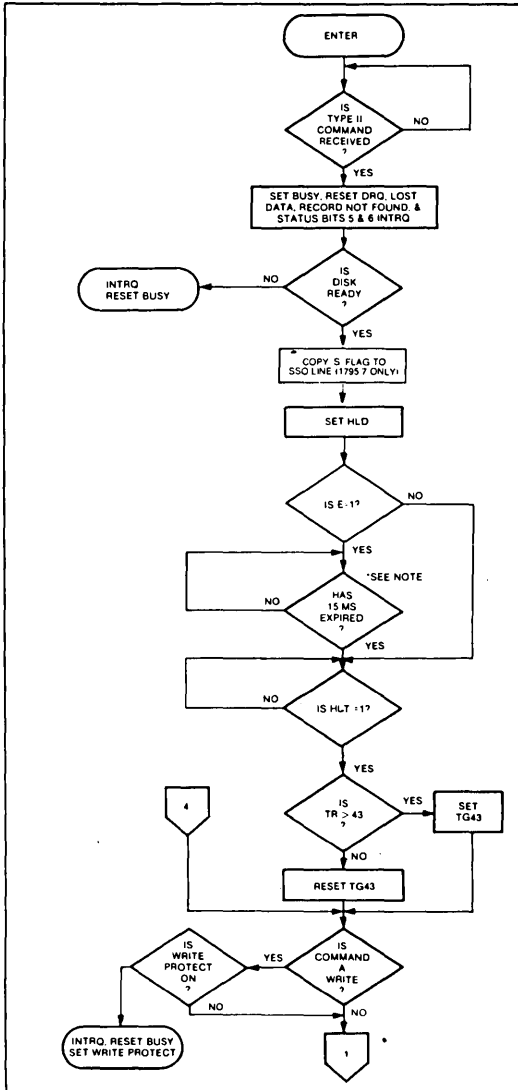 ENTER
IS
TYPE II
COMMAND
RECEIVED
?
NO
YES
SET BUSY, RESET DRQ, LOST
DATA, RECORD NOT FOUND, &
STATUS BITS 5 & 6 INTRQ
IS
DISK
READY
?
NO
INTRQ
RESET BUSY
YES
COPY S FLAG TO
SSO LINE (1795 7 ONLY)
SET HLD
IS E=1?
NO
YES
*SEE NOTE
HAS
15 MS
EXPIRED
?
NO
YES
IS HLT =1?
NO
YES
4
IS
TR > 43
?
YES
SET
TG43
NO
RESET TG43
IS
WRITE
PROTECT
ON
?
YES
IS
COMMAND
A
WRITE
?
NO
NO
INTRQ, RESET BUSY
SET WRITE PROTECT
1